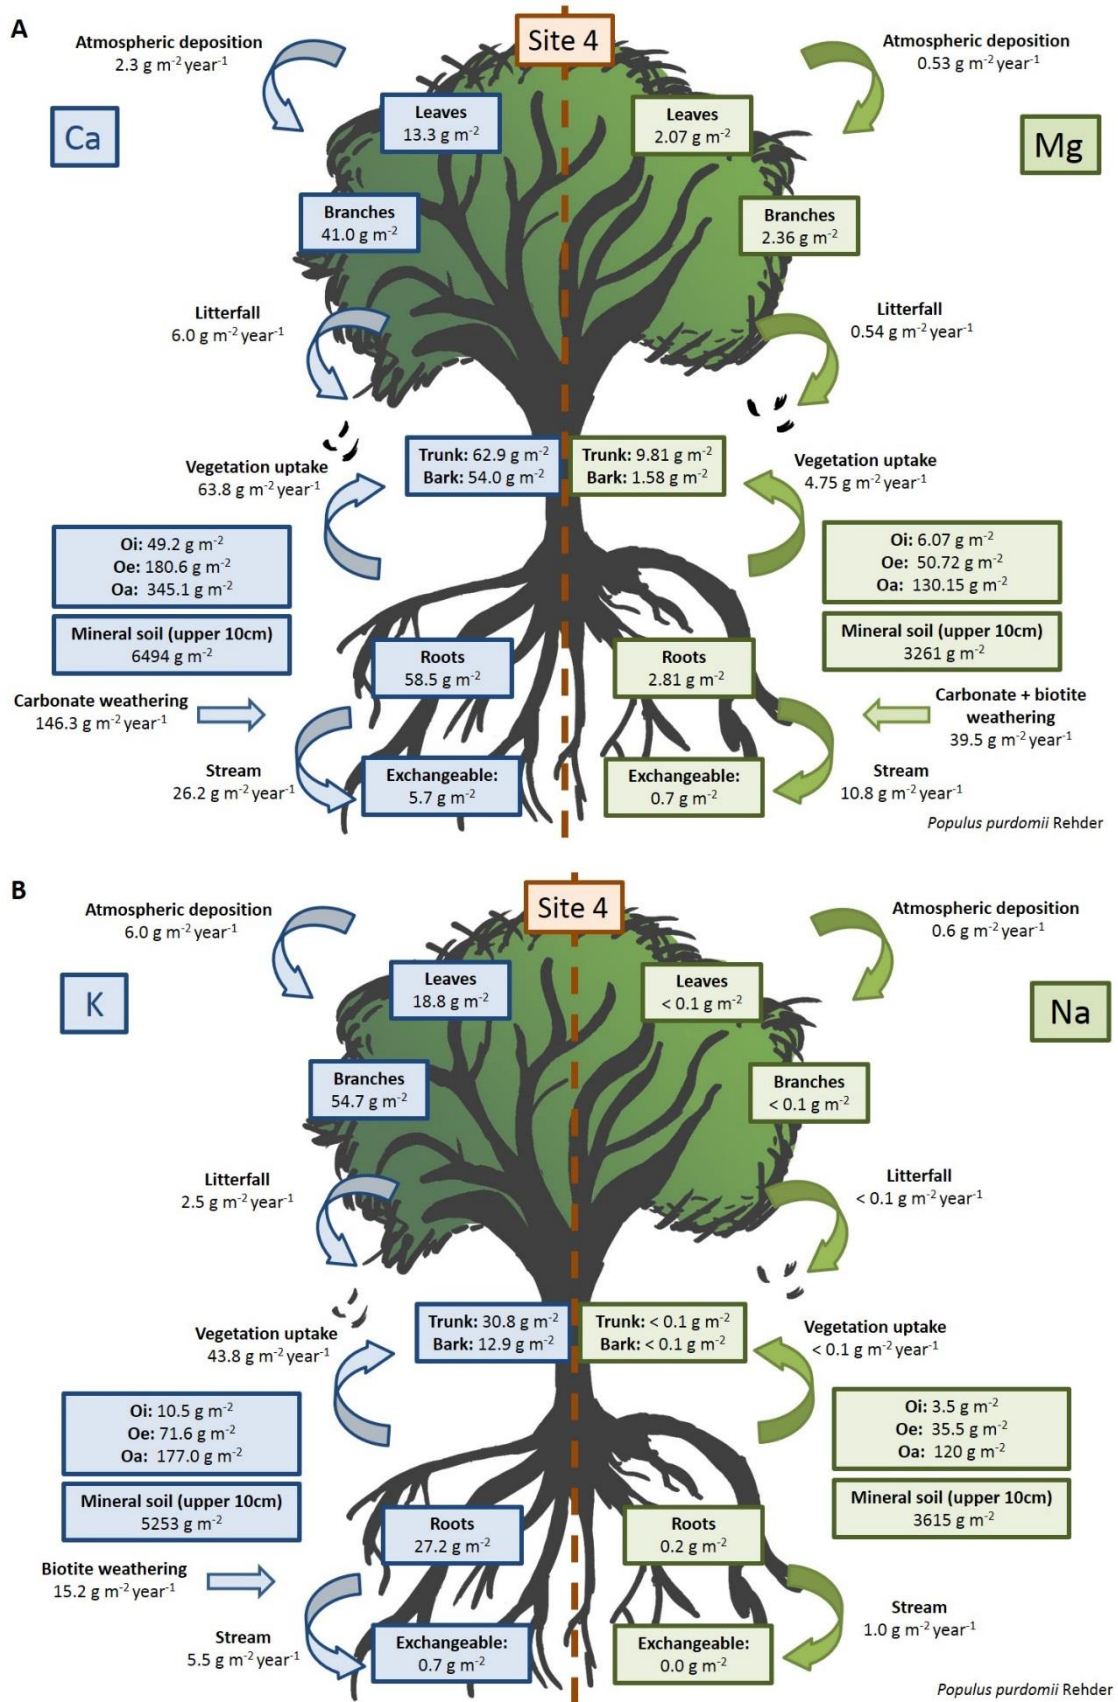 A
Site 4
Atmospheric deposition
2.3 g m⁻² year⁻¹
Atmospheric deposition
0.53 g m⁻² year⁻¹
Ca
Leaves
13.3 g m⁻²
Leaves
2.07 g m⁻²
Mg
Branches
41.0 g m⁻²
Branches
2.36 g m⁻²
Litterfall
6.0 g m⁻² year⁻¹
Litterfall
0.54 g m⁻² year⁻¹
Trunk: 62.9 g m⁻²
Bark: 54.0 g m⁻²
Trunk: 9.81 g m⁻²
Bark: 1.58 g m⁻²
Vegetation uptake
63.8 g m⁻² year⁻¹
Vegetation uptake
4.75 g m⁻² year⁻¹
Oi: 49.2 g m⁻²
Oe: 180.6 g m⁻²
Oa: 345.1 g m⁻²
Oi: 6.07 g m⁻²
Oe: 50.72 g m⁻²
Oa: 130.15 g m⁻²
Mineral soil (upper 10cm)
6494 g m⁻²
Mineral soil (upper 10cm)
3261 g m⁻²
Roots
58.5 g m⁻²
Roots
2.81 g m⁻²
Carbonate weathering
146.3 g m⁻² year⁻¹
Carbonate + biotite
weathering
39.5 g m⁻² year⁻¹
Stream
26.2 g m⁻² year⁻¹
Exchangeable:
5.7 g m⁻²
Exchangeable:
0.7 g m⁻²
Stream
10.8 g m⁻² year⁻¹
Populus purdomii Rehder
B
Site 4
Atmospheric deposition
6.0 g m⁻² year⁻¹
Atmospheric deposition
0.6 g m⁻² year⁻¹
K
Leaves
18.8 g m⁻²
Leaves
< 0.1 g m⁻²
Na
Branches
54.7 g m⁻²
Branches
< 0.1 g m⁻²
Litterfall
2.5 g m⁻² year⁻¹
Litterfall
< 0.1 g m⁻² year⁻¹
Trunk: 30.8 g m⁻²
Bark: 12.9 g m⁻²
Trunk: < 0.1 g m⁻²
Bark: < 0.1 g m⁻²
Vegetation uptake
43.8 g m⁻² year⁻¹
Vegetation uptake
< 0.1 g m⁻² year⁻¹
Oi: 10.5 g m⁻²
Oe: 71.6 g m⁻²
Oa: 177.0 g m⁻²
Oi: 3.5 g m⁻²
Oe: 35.5 g m⁻²
Oa: 120 g m⁻²
Mineral soil (upper 10cm)
5253 g m⁻²
Mineral soil (upper 10cm)
3615 g m⁻²
Roots
27.2 g m⁻²
Roots
0.2 g m⁻²
Biotite weathering
15.2 g m⁻² year⁻¹
Stream
5.5 g m⁻² year⁻¹
Exchangeable:
0.7 g m⁻²
Exchangeable:
0.0 g m⁻²
Stream
1.0 g m⁻² year⁻¹
Populus purdomii Rehder